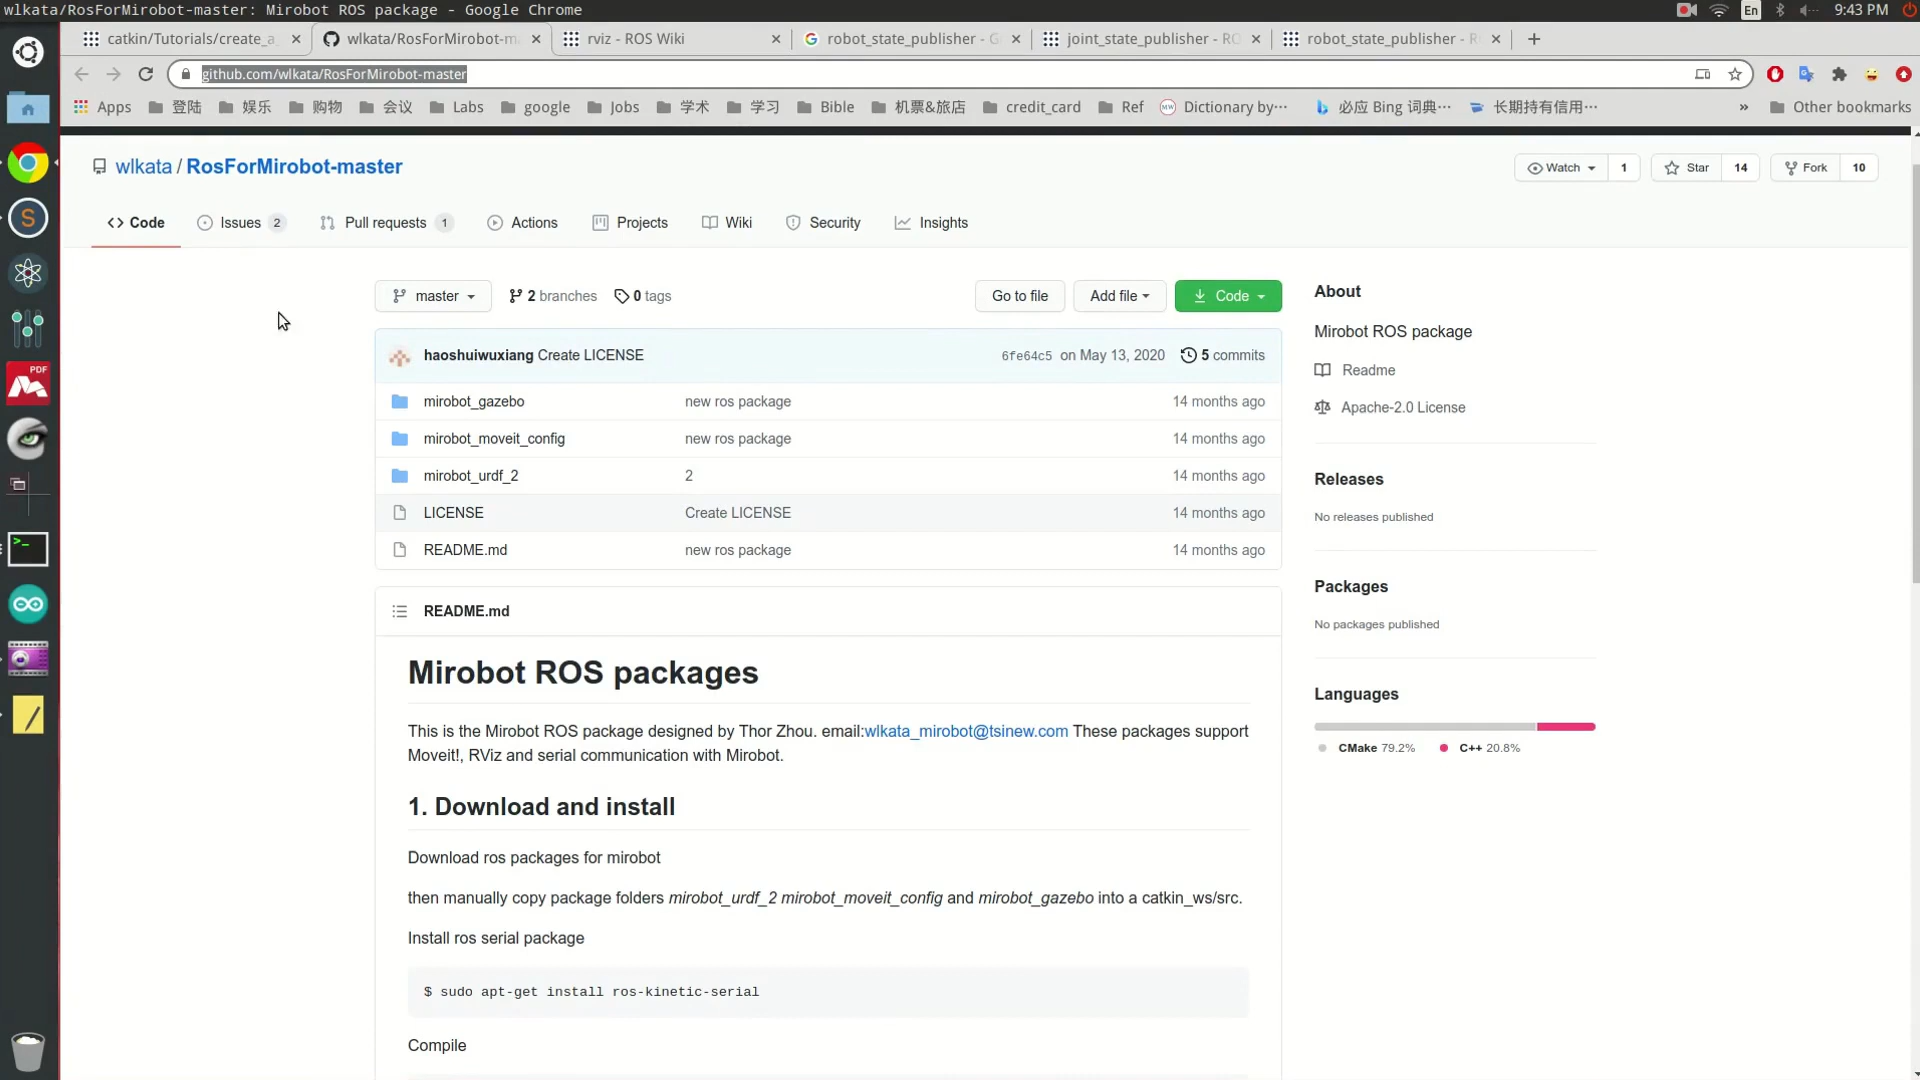 wlkata/RosForMirobot-master: Mirobot ROS package - Google Chrome
En
9:43 PM
catkin/Tutorials/create_a
wlkata/RosForMirobot-m
rviz - ROS Wiki
robot_state_publisher - G
joint_state_publisher - RO
robot_state_publisher - R
github.com/wlkata/RosForMirobot-master
Apps 登陆 娱乐 购物 会议 Labs google Jobs 学术 学习 Bible 机票&旅店 credit_card Ref Dictionary by··· 必应 Bing 词典··· 长期持有信用··· » Other bookmarks
wlkata / RosForMirobot-master
Watch 1 Star 14 Fork 10
Code Issues 2 Pull requests 1 Actions Projects Wiki Security Insights
master 2 branches 0 tags Go to file Add file Code
haoshuiwuxiang Create LICENSE 6fe64c5 on May 13, 2020 5 commits
mirobot_gazebo new ros package 14 months ago
mirobot_moveit_config new ros package 14 months ago
mirobot_urdf_2 2 14 months ago
LICENSE Create LICENSE 14 months ago
README.md new ros package 14 months ago
README.md
Mirobot ROS packages
This is the Mirobot ROS package designed by Thor Zhou. email:wlkata_mirobot@tsinew.com These packages support
Moveit!, RViz and serial communication with Mirobot.
1. Download and install
Download ros packages for mirobot
then manually copy package folders mirobot_urdf_2 mirobot_moveit_config and mirobot_gazebo into a catkin_ws/src.
Install ros serial package
$ sudo apt-get install ros-kinetic-serial
Compile
About
Mirobot ROS package
Readme
Apache-2.0 License
Releases
No releases published
Packages
No packages published
Languages
CMake 79.2% C++ 20.8%
PDF
S
>_